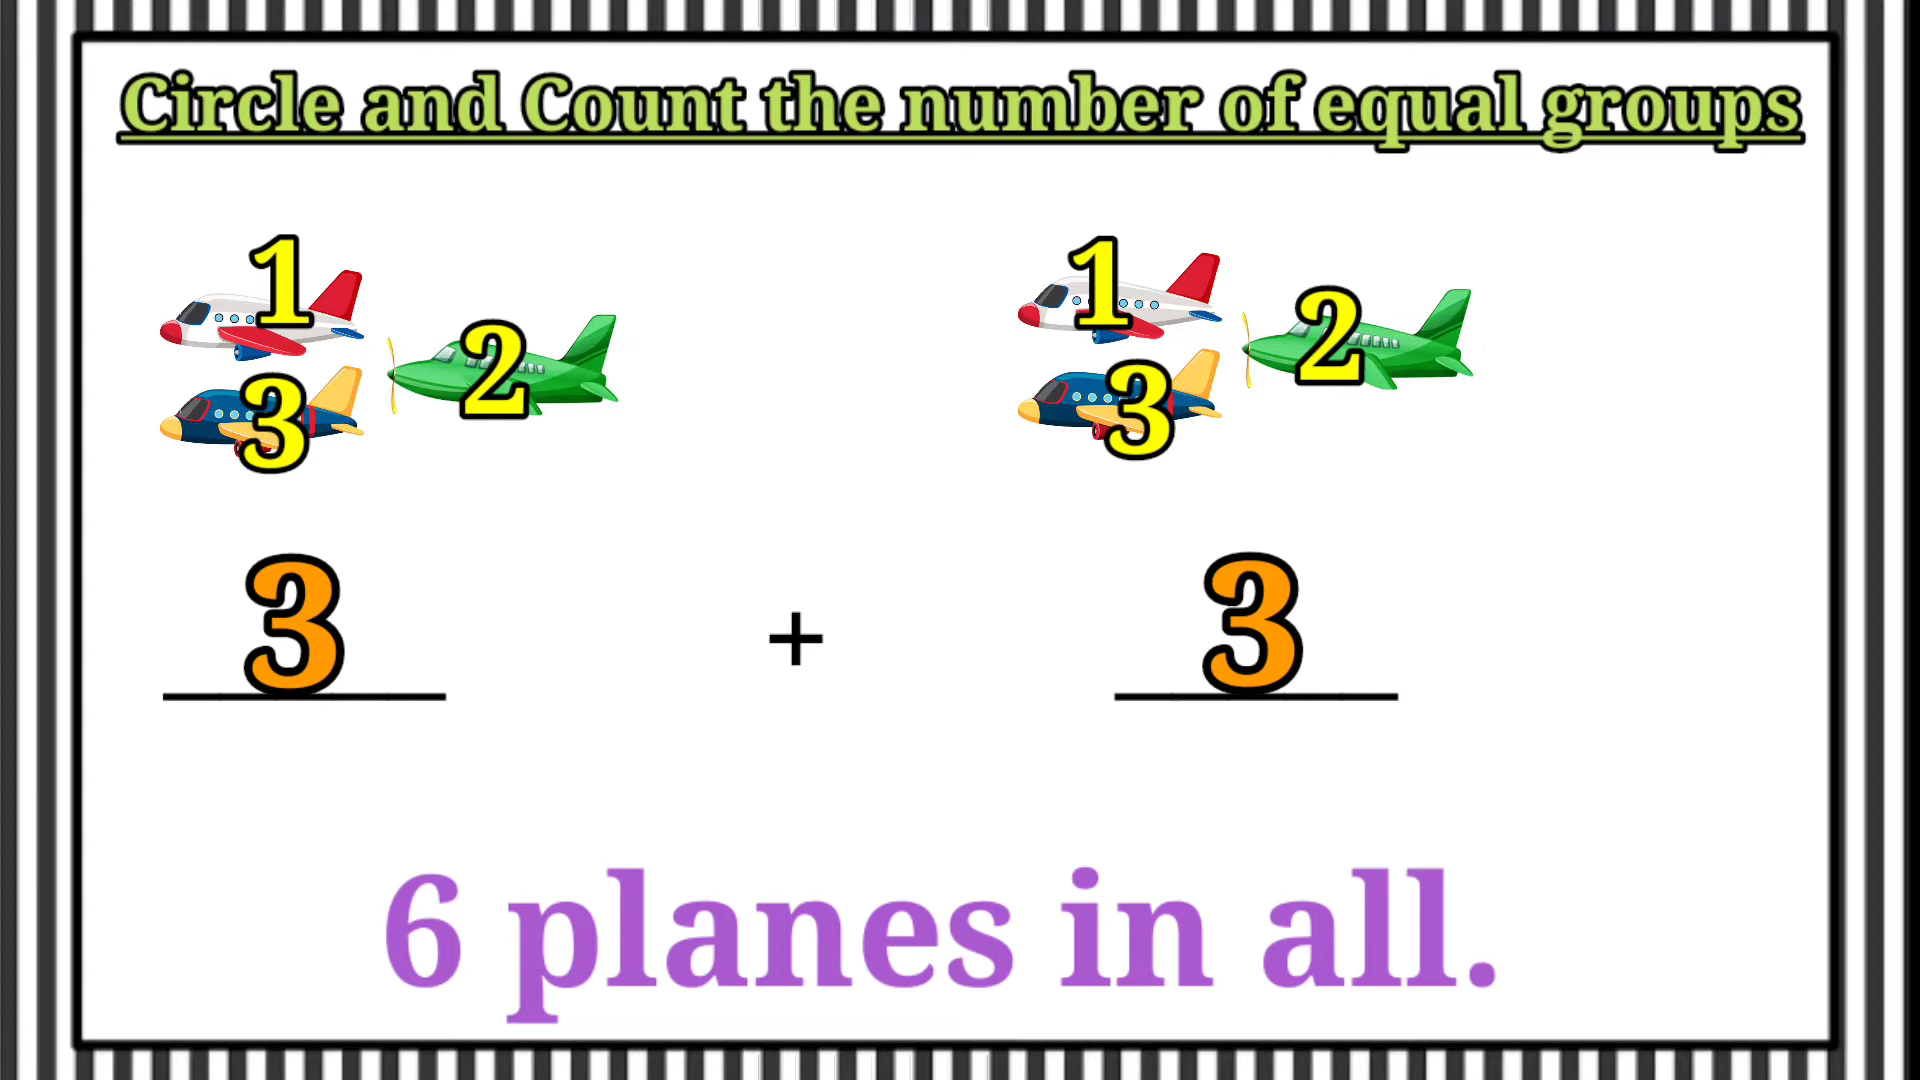 Circle and Count the number of equal groups
1 2 3
1 2 3
3 + 3
6 planes in all.